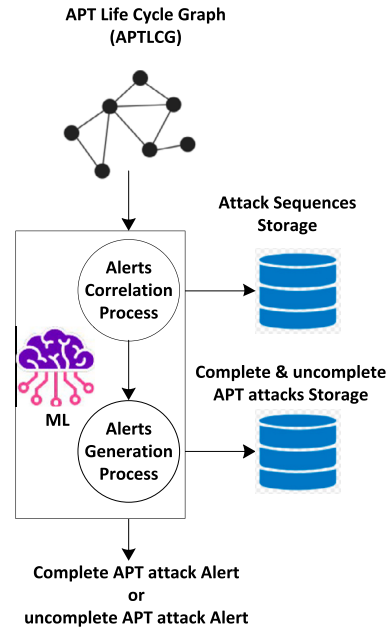 APT Life Cycle Graph
(APTLCG)
Attack Sequences
Storage
Alerts
Correlation
Process
Complete & uncomplete
APT attacks Storage
ML
Alerts
Generation
Process
Complete APT attack Alert
or
uncomplete APT attack Alert